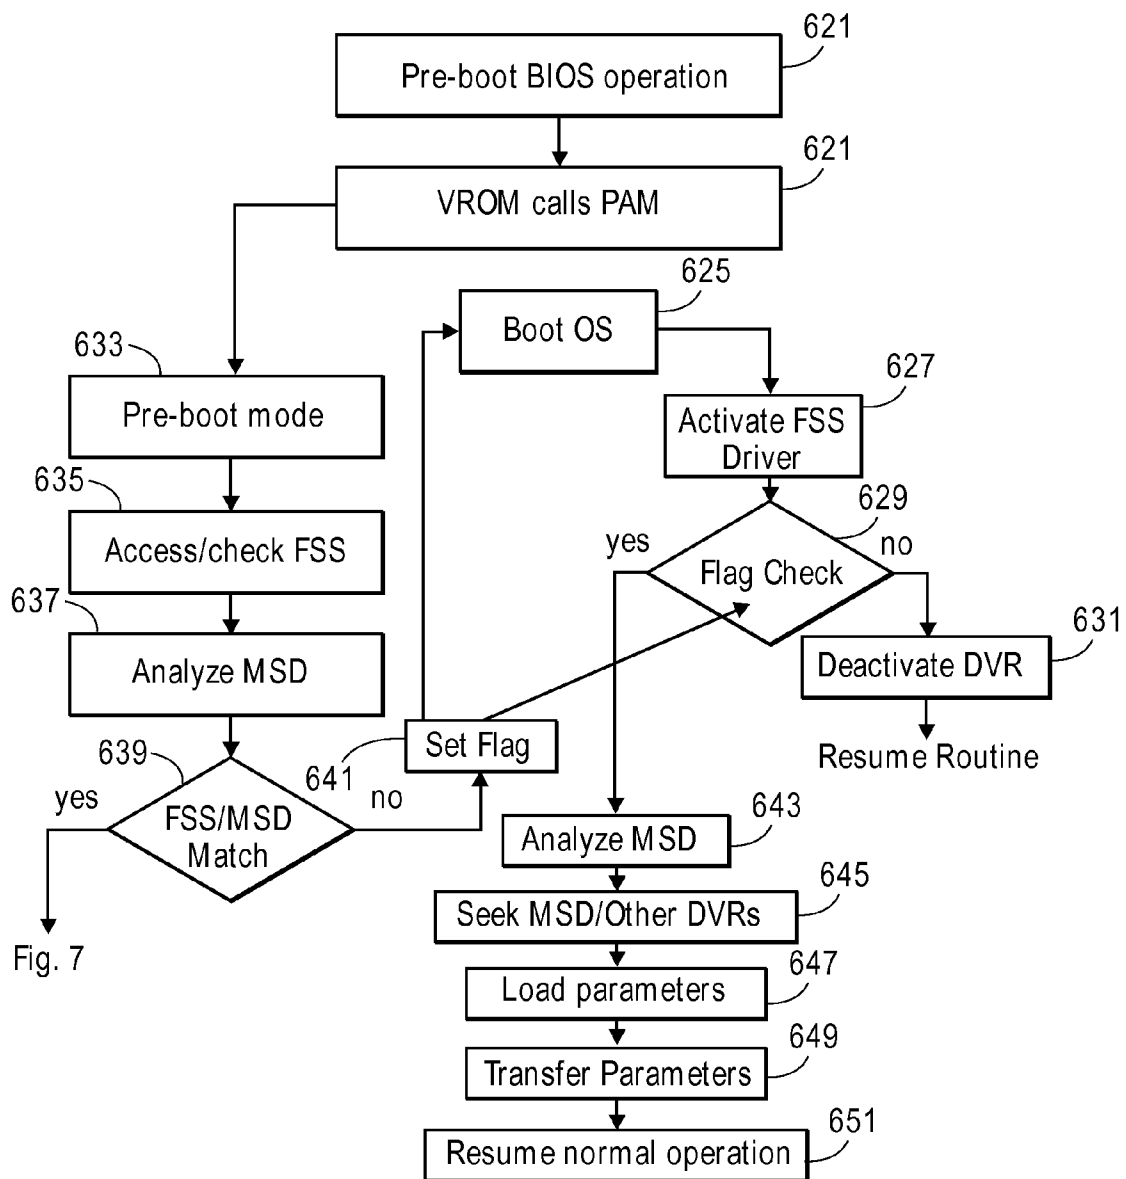 621
Pre-boot BIOS operation
621
VROM calls PAM
625
Boot OS
633
Pre-boot mode
627
Activate FSS
Driver
635
Access/check FSS
629
yes
no
Flag Check
637
Analyze MSD
631
Deactivate DVR
Resume Routine
641
Set Flag
639
yes
no
FSS/MSD
Match
Fig. 7
643
Analyze MSD
645
Seek MSD/Other DVRs
647
Load parameters
649
Transfer Parameters
651
Resume normal operation